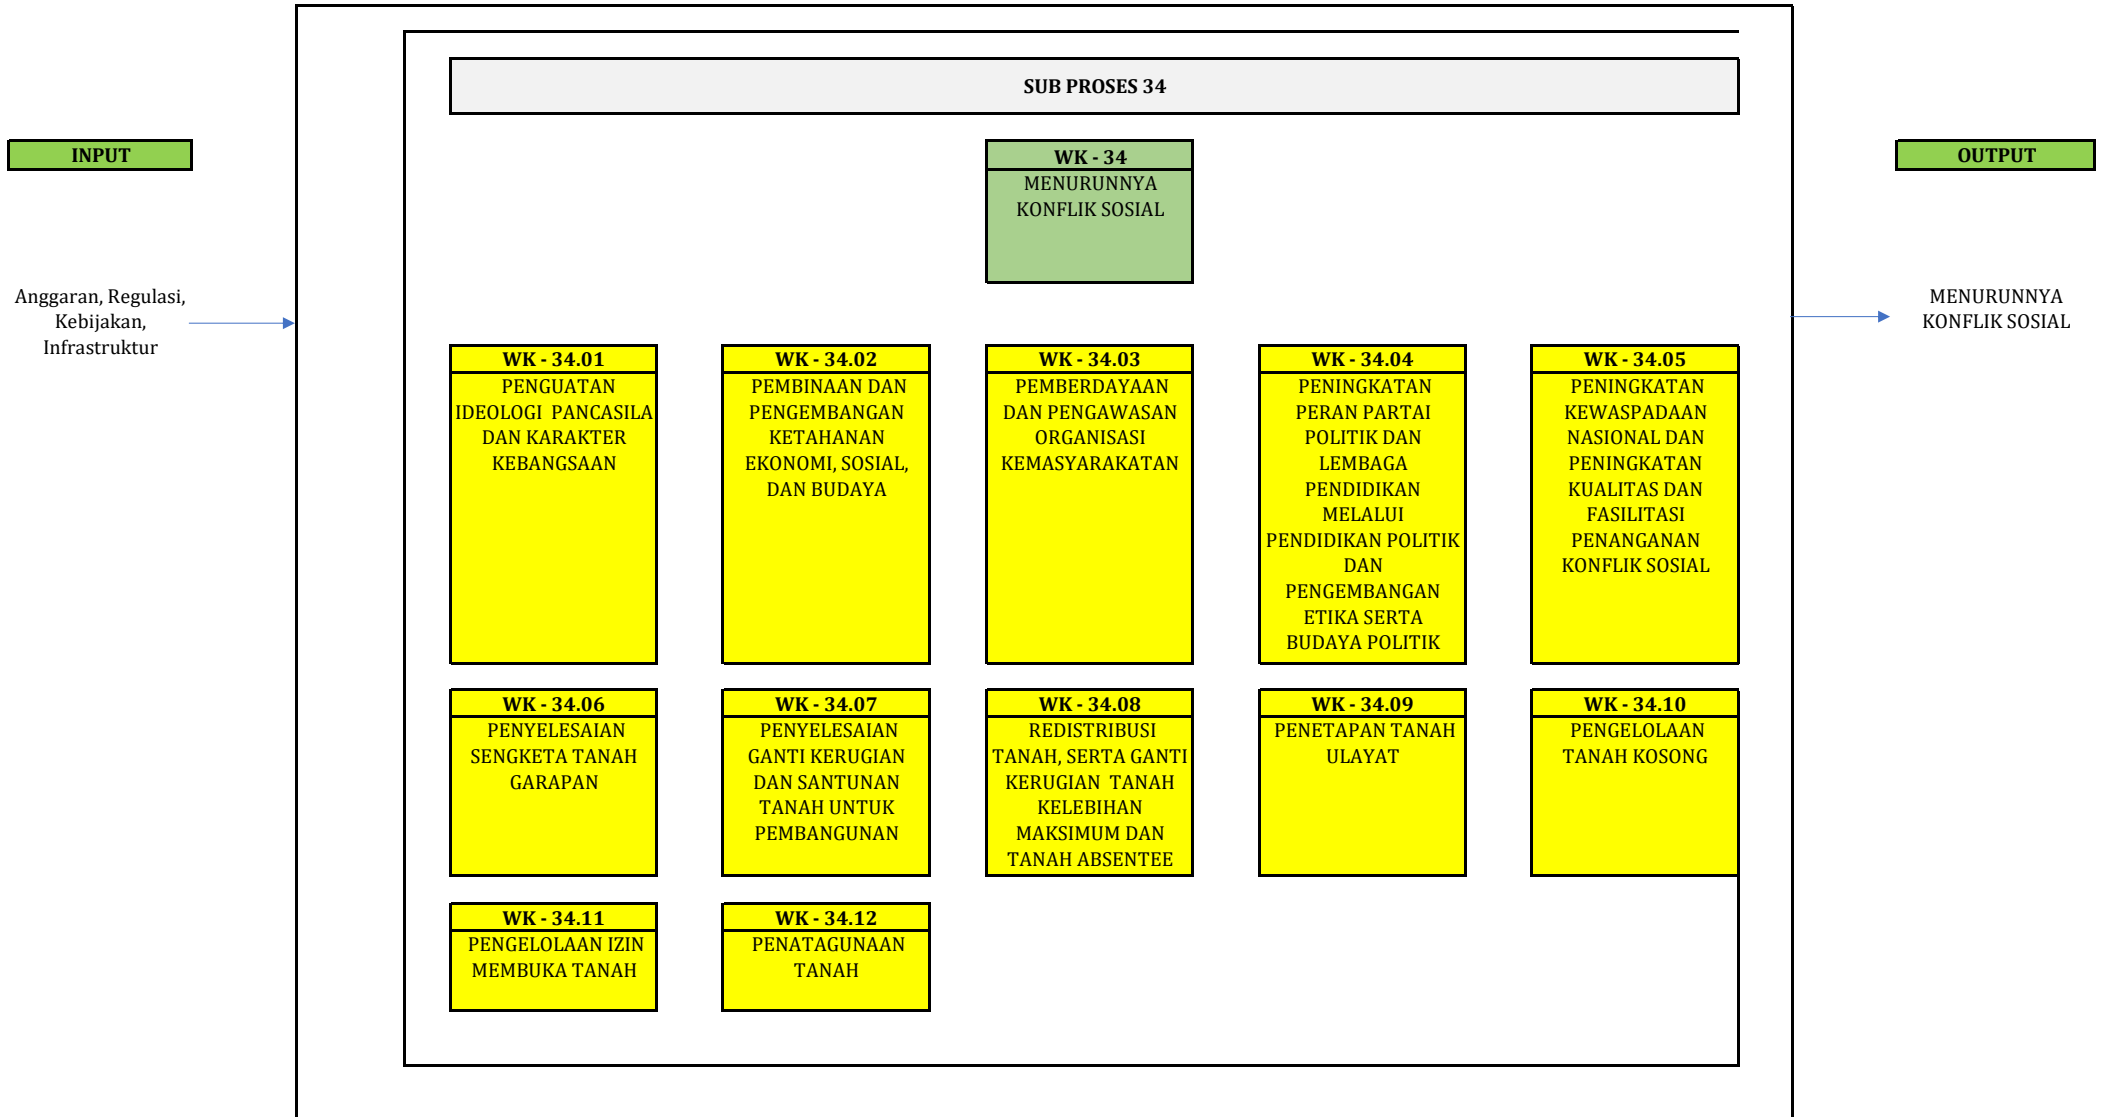 SUB PROSES 34
INPUT
WK - 34
OUTPUT
MENURUNNYA
KONFLIK SOSIAL
Anggaran, Regulasi,
Kebijakan,
Infrastruktur
MENURUNNYA
KONFLIK SOSIAL
WK - 34.01
PENGUATAN
IDEOLOGI PANCASILA
DAN KARAKTER
KEBANGSAAN
WK - 34.02
PEMBINAAN DAN
PENGEMBANGAN
KETAHANAN
EKONOMI, SOSIAL,
DAN BUDAYA
WK - 34.03
PEMBERDAYAAN
DAN PENGAWASAN
ORGANISASI
KEMASYARAKATAN
WK - 34.04
PENINGKATAN
PERAN PARTAI
POLITIK DAN
LEMBAGA
PENDIDIKAN
MELALUI
PENDIDIKAN POLITIK
DAN
PENGEMBANGAN
ETIKA SERTA
BUDAYA POLITIK
WK - 34.05
PENINGKATAN
KEWASPADAAN
NASIONAL DAN
PENINGKATAN
KUALITAS DAN
FASILITASI
PENANGANAN
KONFLIK SOSIAL
WK - 34.06
PENYELESAIAN
SENGKETA TANAH
GARAPAN
WK - 34.07
PENYELESAIAN
GANTI KERUGIAN
DAN SANTUNAN
TANAH UNTUK
PEMBANGUNAN
WK - 34.08
REDISTRIBUSI
TANAH, SERTA GANTI
KERUGIAN TANAH
KELEBIHAN
MAKSIMUM DAN
TANAH ABSENTEE
WK - 34.09
PENETAPAN TANAH
ULAYAT
WK - 34.10
PENGELOLAAN
TANAH KOSONG
WK - 34.11
PENGELOLAAN IZIN
MEMBUKA TANAH
WK - 34.12
PENATAGUNAAN
TANAH